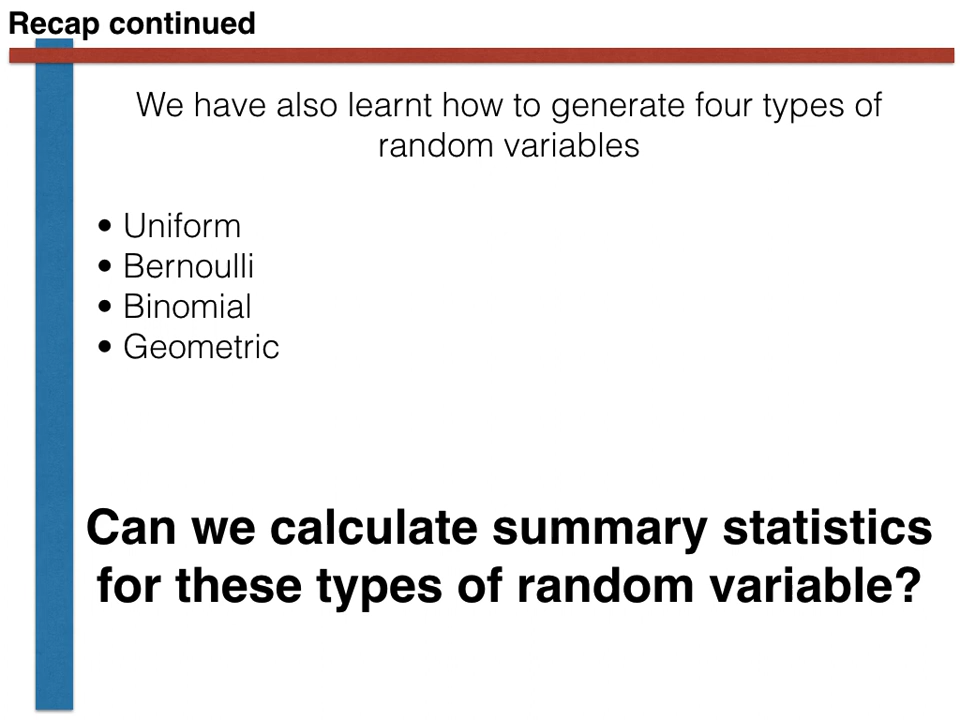 Recap continued
We have also learnt how to generate four types of
random variables
• Uniform
• Bernoulli
• Binomial
• Geometric
Can we calculate summary statistics
for these types of random variable?